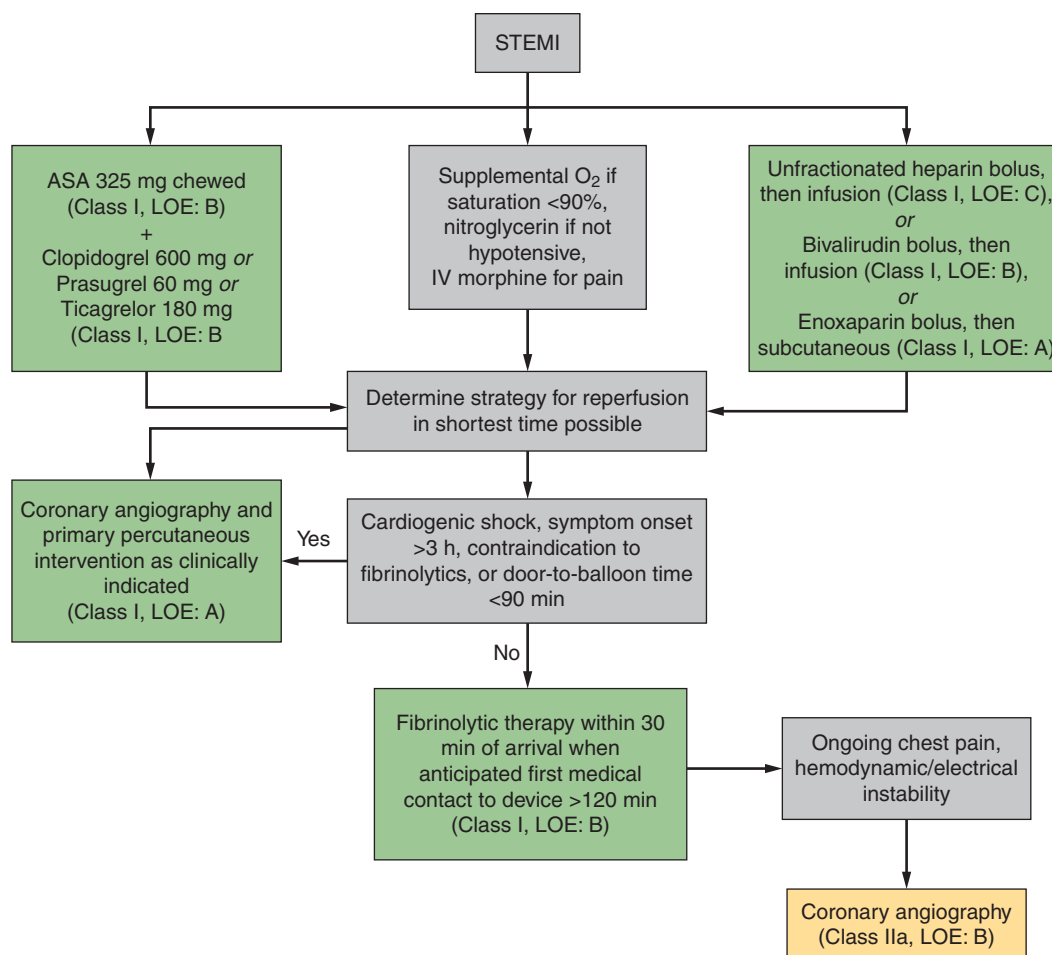 STEMI
ASA 325 mg chewed
(Class I, LOE: B)
+
Clopidogrel 600 mg or
Prasugrel 60 mg or
Ticagrelor 180 mg
(Class I, LOE: B
Supplemental O₂ if
saturation <90%,
nitroglycerin if not
hypotensive,
IV morphine for pain
Unfractionated heparin bolus,
then infusion (Class I, LOE: C),
or
Bivalirudin bolus, then
infusion (Class I, LOE: B),
or
Enoxaparin bolus, then
subcutaneous (Class I, LOE: A)
Determine strategy for reperfusion
in shortest time possible
Coronary angiography and
primary percutaneous
intervention as clinically
indicated
(Class I, LOE: A)
Yes
Cardiogenic shock, symptom onset
>3 h, contraindication to
fibrinolytics, or door-to-balloon time
<90 min
No
Fibrinolytic therapy within 30
min of arrival when
anticipated first medical
contact to device >120 min
(Class I, LOE: B)
Ongoing chest pain,
hemodynamic/electrical
instability
Coronary angiography
(Class IIa, LOE: B)